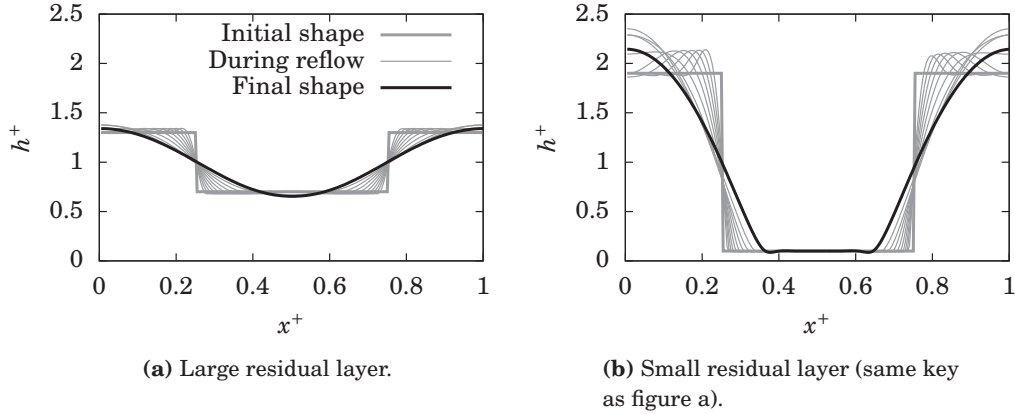 2.5
2
1.5
1
0.5
0
h⁺
Initial shape
During reflow
Final shape
0 0.2 0.4 0.6 0.8 1
x⁺
(a) Large residual layer.
2.5
2
1.5
1
0.5
0
h⁺
0 0.2 0.4 0.6 0.8 1
x⁺
(b) Small residual layer (same key
as figure a).